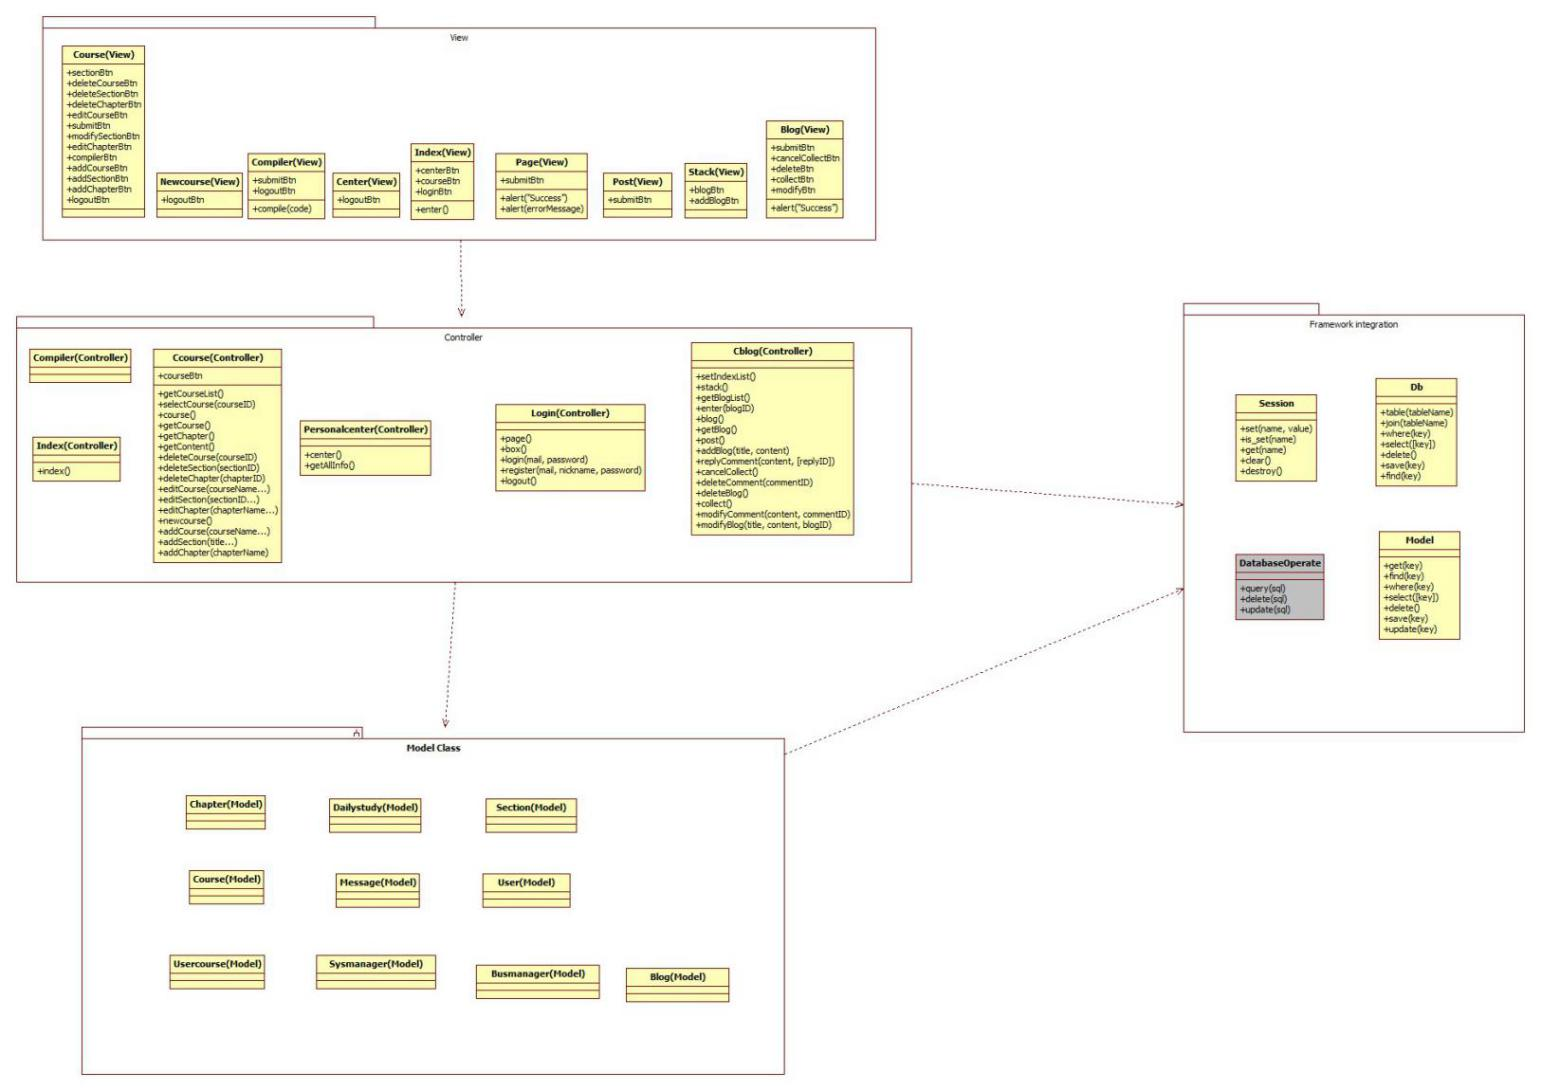 View
Course(View)
+sectionBtn
+deleteCourseBtn
+deleteSectionBtn
+deleteChapterBtn
+editCourseBtn
+submitBtn
+modifySectionBtn
+editChapterBtn
+compilerBtn
+addCourseBtn
+addSectionBtn
+addChapterBtn
+logoutBtn
Newcourse(View)
+logoutBtn
Compiler(View)
+submitBtn
+logoutBtn
+compile(code)
Center(View)
+logoutBtn
Index(View)
+centerBtn
+courseBtn
+loginBtn
+enter()
Page(View)
+submitBtn
+alert("Success")
+alert(errorMessage)
Post(View)
+submitBtn
Stack(View)
+blogBtn
+addBlogBtn
Blog(View)
+submitBtn
+cancelCollectBtn
+deleteBtn
+collectBtn
+modifyBtn
+alert("Success")
Controller
Compiler(Controller)
Index(Controller)
+index()
Ccourse(Controller)
+courseBtn
+getCourseList()
+selectCourse(courseID)
+course()
+getCourse()
+getChapter()
+getContent()
+deleteCourse(courseID)
+deleteSection(sectionID)
+deleteChapter(chapterID)
+editCourse(courseName...)
+editSection(sectionID...)
+editChapter(chapterName...)
+newcourse()
+addCourse(courseName...)
+addSection(title...)
+addChapter(chapterName)
Personalcenter(Controller)
+center()
+getAllInfo()
Login(Controller)
+page()
+box()
+login(mail, password)
+register(mail, nickname, password)
+logout()
Cblog(Controller)
+setIndexList()
+stack()
+getBlogList()
+enter(blogID)
+blog()
+getBlog()
+post()
+addBlog(title, content)
+replyComment(content, [replyID])
+cancelCollect()
+deleteComment(commentID)
+deleteBlog()
+collect()
+modifyComment(content, commentID)
+modifyBlog(title, content, blogID)
Framework integration
Session
+set(name, value)
+is_set(name)
+get(name)
+clear()
+destroy()
Db
+table(tableName)
+join(tableName)
+where(key)
+select([key])
+delete()
+save(key)
+find(key)
DatabaseOperate
+query(sql)
+delete(sql)
+update(sql)
Model
+get(key)
+find(key)
+where(key)
+select([key])
+delete()
+save(key)
+update(key)
Model Class
Chapter(Model)
Dailystudy(Model)
Section(Model)
Course(Model)
Message(Model)
User(Model)
Usercourse(Model)
Sysmanager(Model)
Busmanager(Model)
Blog(Model)